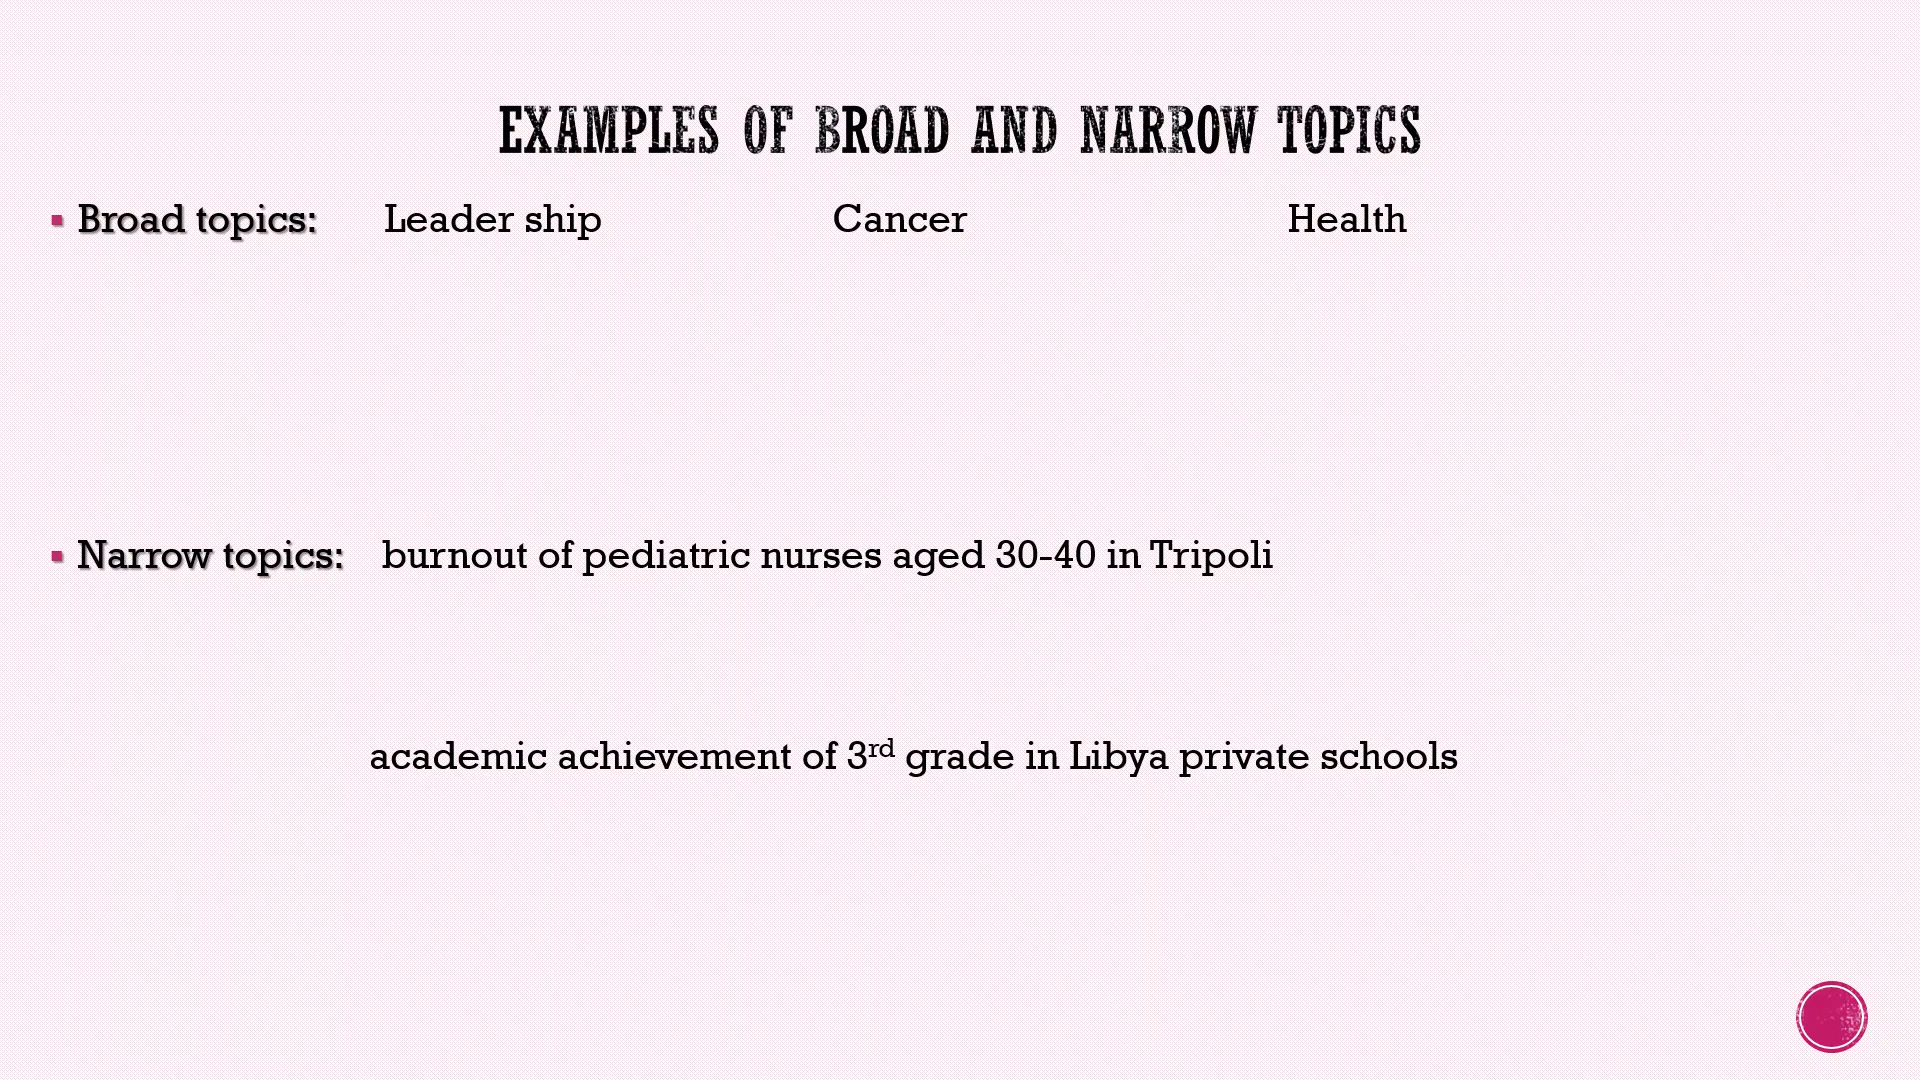 EXAMPLES OF BROAD AND NARROW TOPICS
Broad topics: Leader ship Cancer Health
Narrow topics: burnout of pediatric nurses aged 30-40 in Tripoli
academic achievement of 3rd grade in Libya private schools